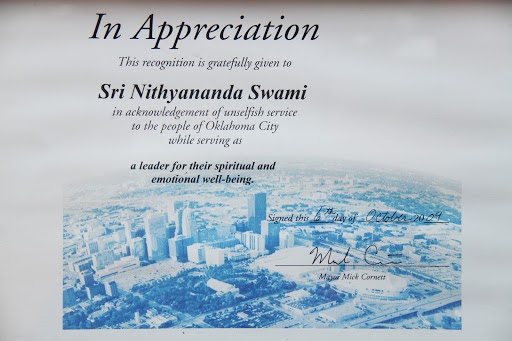 In Appreciation
This recognition is gratefully given to
Sri Nithyananda Swami
in acknowledgement of unselfish service
to the people of Oklahoma City
while serving as
a leader for their spiritual and
emotional well-being.
Signed this 6th day of October 2009
Mayor Mick Cornett